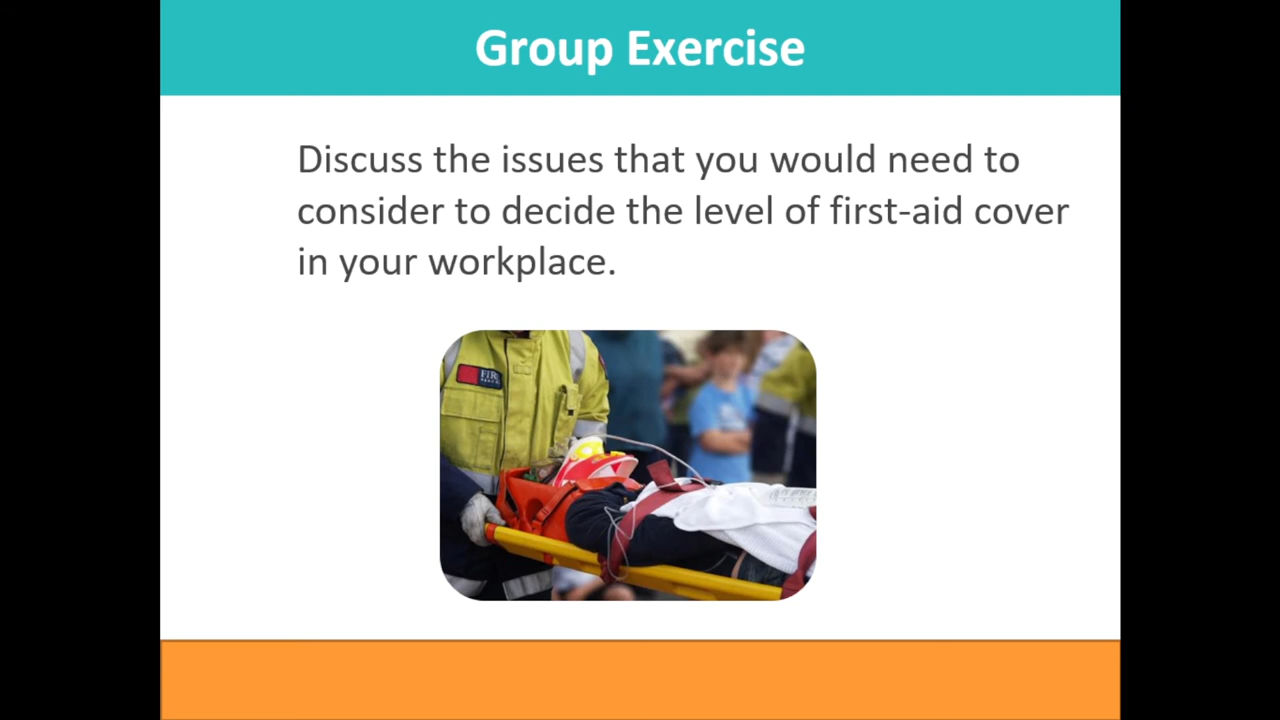 Group Exercise
Discuss the issues that you would need to
consider to decide the level of first-aid cover
in your workplace.
FIR